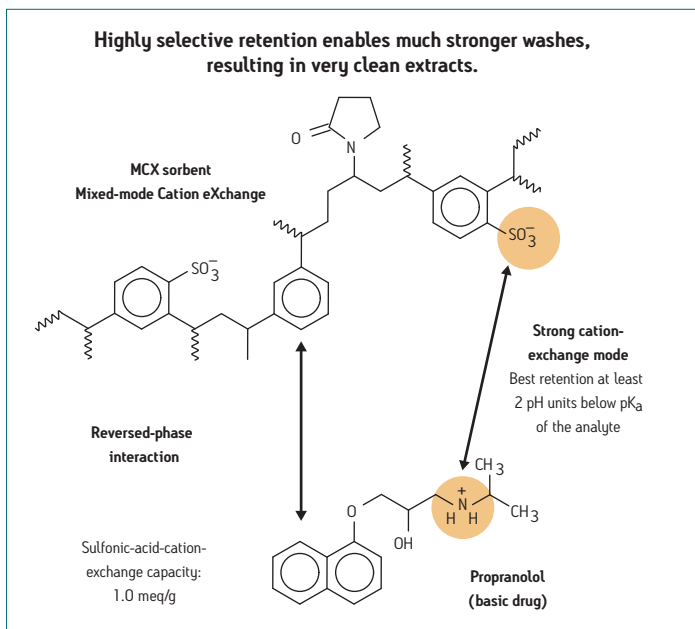 Highly selective retention enables much stronger washes,
resulting in very clean extracts.
O
N
MCX sorbent
Mixed-mode Cation eXchange
SO3−
SO3−
Strong cation-
exchange mode
Best retention at least
2 pH units below pKa
of the analyte
Reversed-phase
interaction
CH3
O
+
N
H H
CH3
OH
Sulfonic-acid-cation-
exchange capacity:
1.0 meq/g
Propranolol
(basic drug)